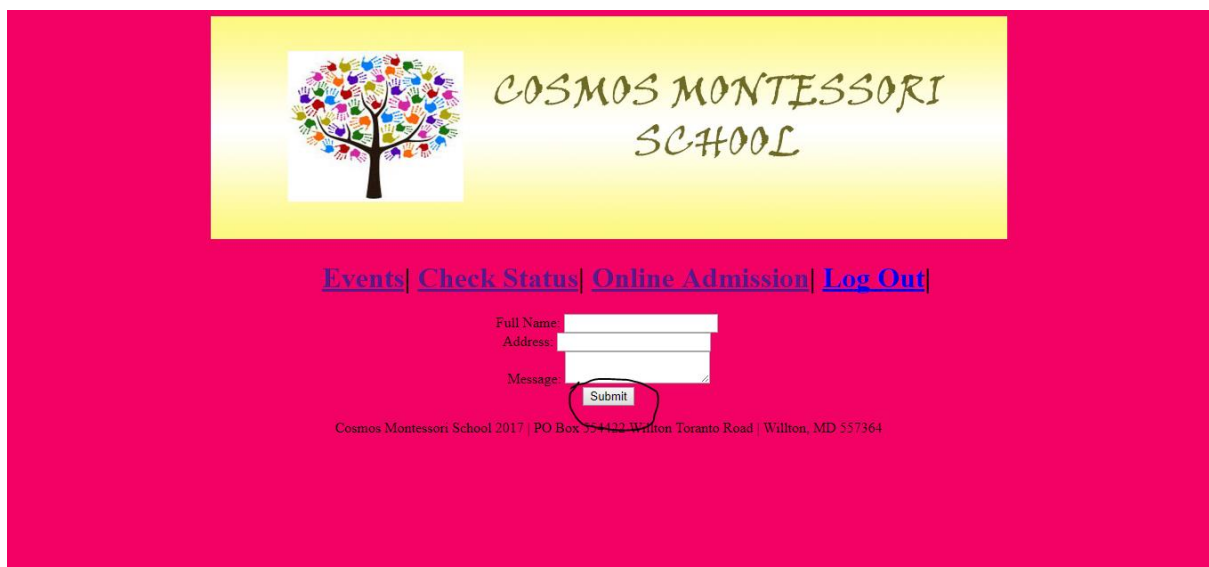 COSMOS MONTESSORI
SCHOOL
Events| Check Status| Online Admission| Log Out|
Full Name:
Address:
Message
Submit
Cosmos Montessori School 2017 | PO Box 554422 Willton Toranto Road | Willton, MD 557364